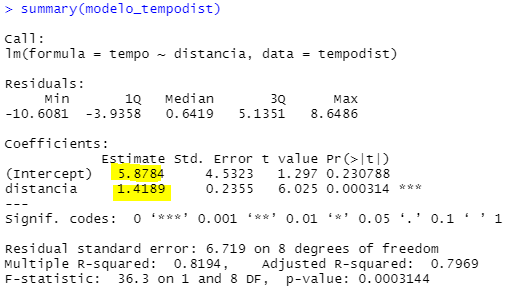 > summary(modelo_tempodist)
Call:
lm(formula = tempo ~ distancia, data = tempodist)
Residuals:
Min 1Q Median 3Q Max
-10.6081 -3.9358 0.6419 5.1351 8.6486
Coefficients:
Estimate Std. Error t value Pr(>|t|)
(Intercept) 5.8784 4.5323 1.297 0.230788
distancia 1.4189 0.2355 6.025 0.000314 ***
---
Signif. codes: 0 ‘***’ 0.001 ‘**’ 0.01 ‘*’ 0.05 ‘.’ 0.1 ‘ ’ 1
Residual standard error: 6.719 on 8 degrees of freedom
Multiple R-squared: 0.8194, Adjusted R-squared: 0.7969
F-statistic: 36.3 on 1 and 8 DF, p-value: 0.0003144